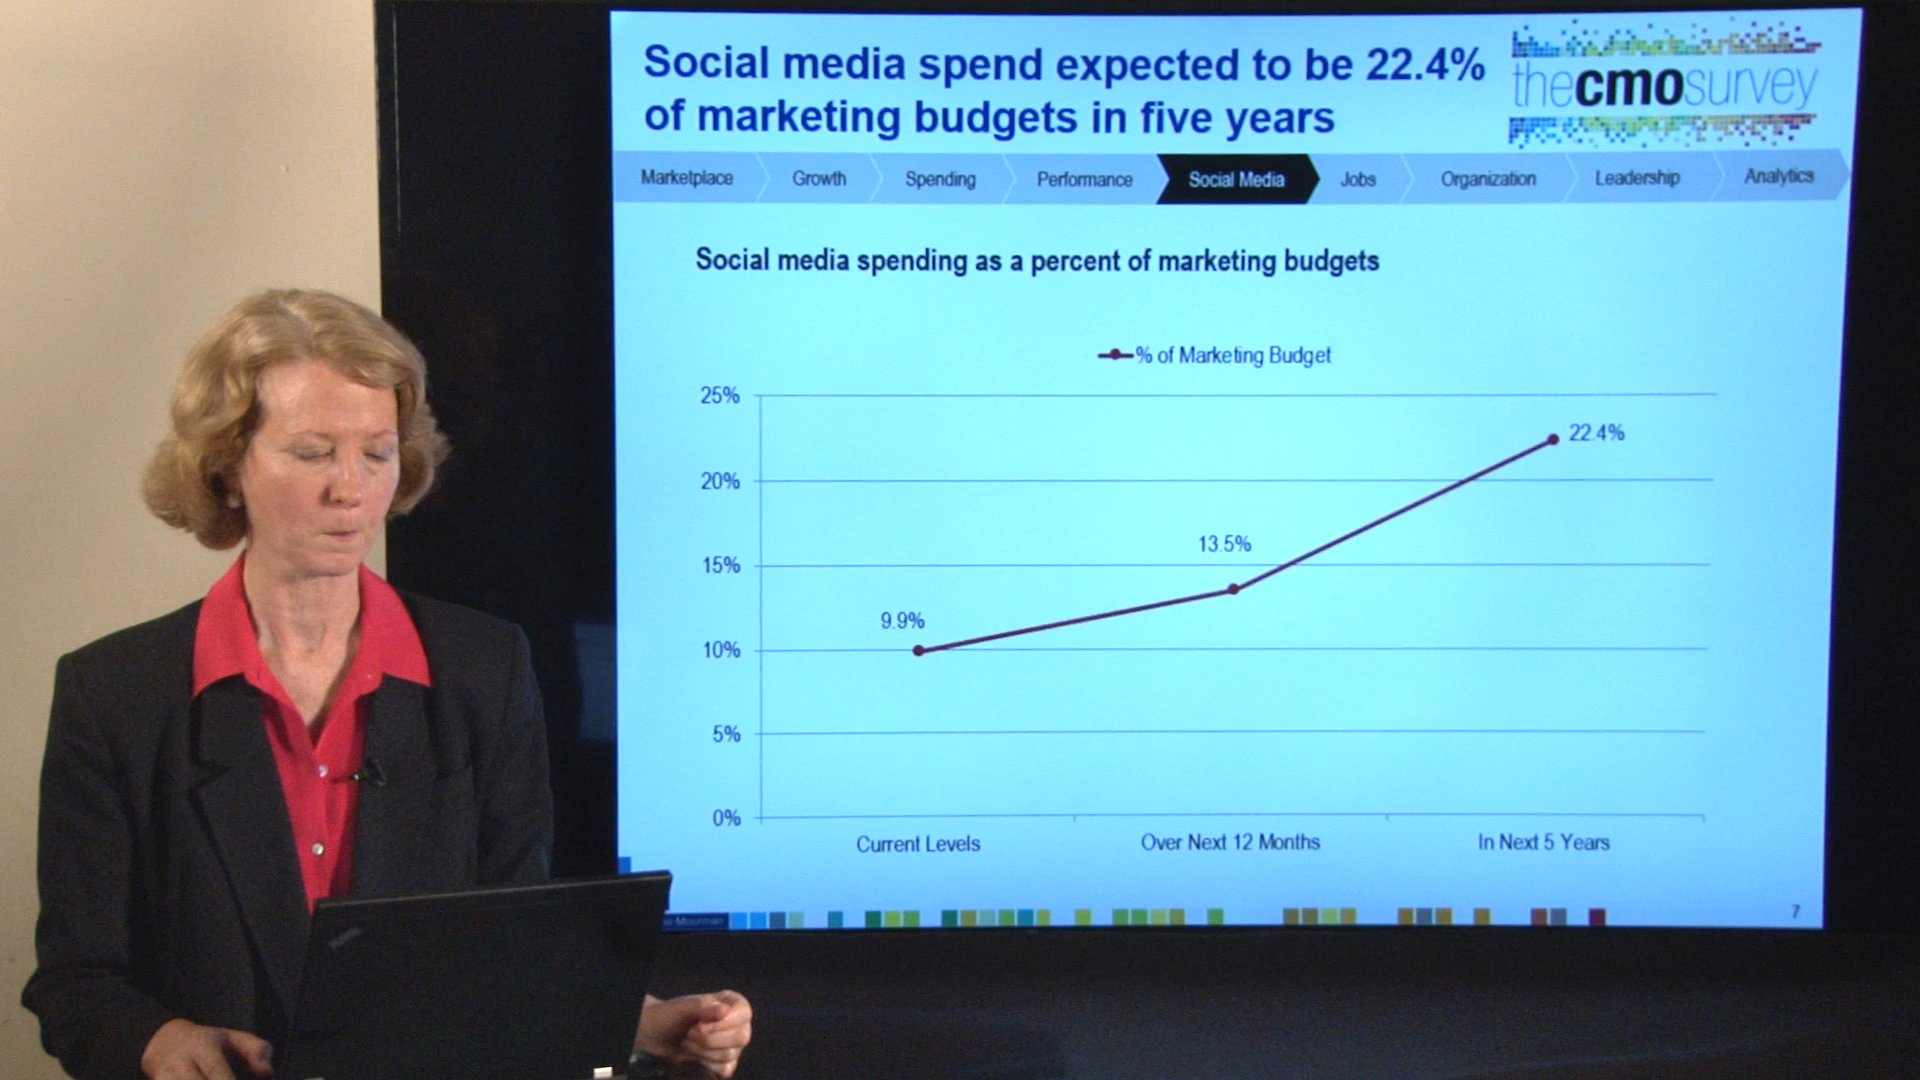 Social media spend expected to be 22.4%
of marketing budgets in five years
thecmosurvey
Marketplace Growth Spending Performance Social Media Jobs Organization Leadership Analytics
Social media spending as a percent of marketing budgets
% of Marketing Budget
25%
20%
15%
10%
5%
0%
9.9%
13.5%
22.4%
Current Levels Over Next 12 Months In Next 5 Years
Moorman
7